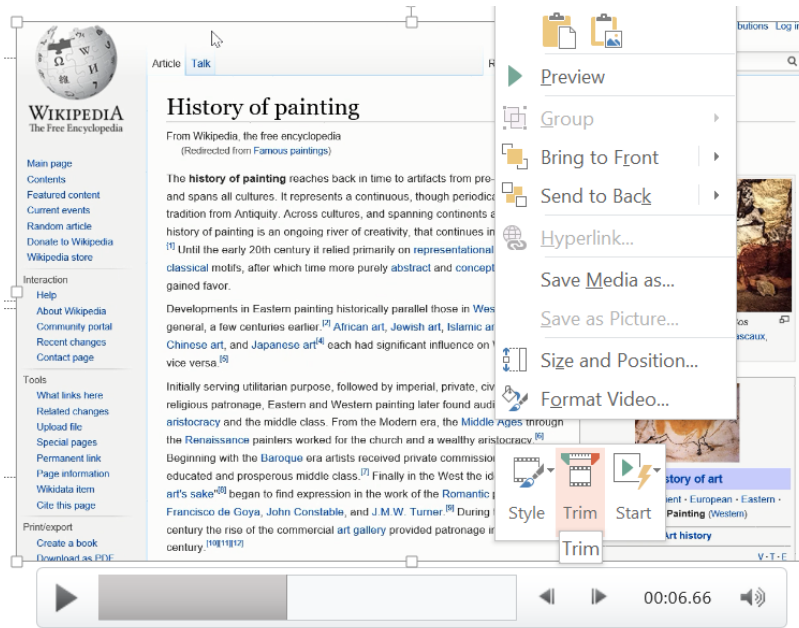 butions Log in
Article Talk R
WIKIPEDIA
The Free Encyclopedia
Main page
Contents
Featured content
Current events
Random article
Donate to Wikipedia
Wikipedia store
Interaction
Help
About Wikipedia
Community portal
Recent changes
Contact page
Tools
What links here
Related changes
Upload file
Special pages
Permanent link
Page information
Wikidata item
Cite this page
Print/export
Create a book
Download as PDF
History of painting
From Wikipedia, the free encyclopedia
(Redirected from Famous paintings)
The history of painting reaches back in time to artifacts from pre-
and spans all cultures. It represents a continuous, though periodica
tradition from Antiquity. Across cultures, and spanning continents a
history of painting is an ongoing river of creativity, that continues in
[1] Until the early 20th century it relied primarily on representational
classical motifs, after which time more purely abstract and concept
gained favor.
Developments in Eastern painting historically parallel those in Wes
general, a few centuries earlier.[2] African art, Jewish art, Islamic ar
Chinese art, and Japanese art[4] each had significant influence on
vice versa.[5]
Initially serving utilitarian purpose, followed by imperial, private, civ
religious patronage, Eastern and Western painting later found audi
aristocracy and the middle class. From the Modern era, the Middle Ages through
the Renaissance painters worked for the church and a wealthy aristocracy.[6]
Beginning with the Baroque era artists received private commissio
educated and prosperous middle class.[7] Finally in the West the id
art's sake"[8] began to find expression in the work of the Romantic p
Francisco de Goya, John Constable, and J.M.W. Turner.[9] During
century the rise of the commercial art gallery provided patronage in
century.[10][11][12]
Preview
Group
Bring to Front
Send to Back
Hyperlink...
Save Media as...
Save as Picture...
Size and Position...
Format Video...
Style Trim Start
Trim
os
ascaux,
story of art
ent · European · Eastern ·
Painting (Western)
Art history
V · T · E
00:06.66